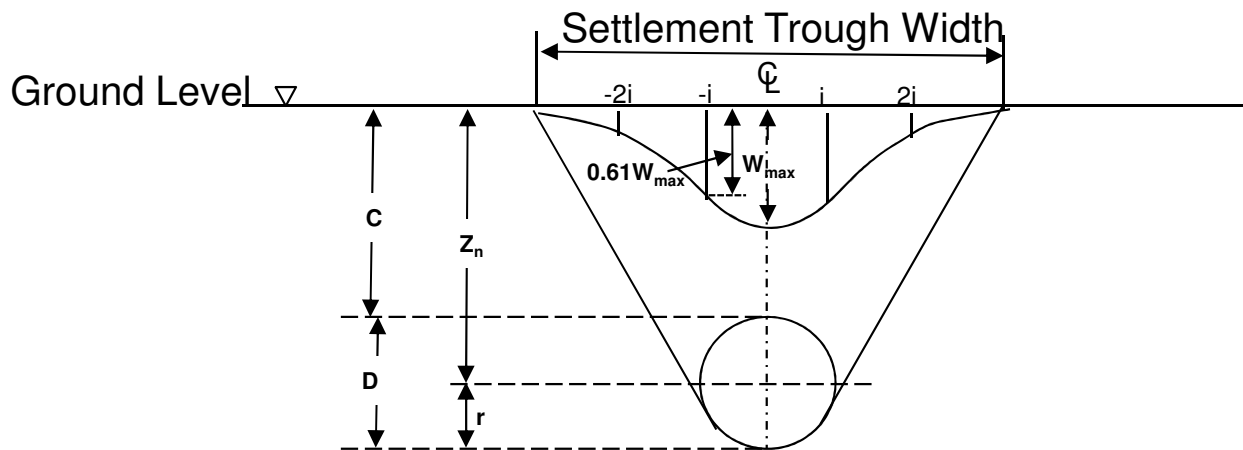 Settlement Trough Width
℄
Ground Level
-2i -i i 2i
0.61Wmax Wmax
C
Zn
D
r